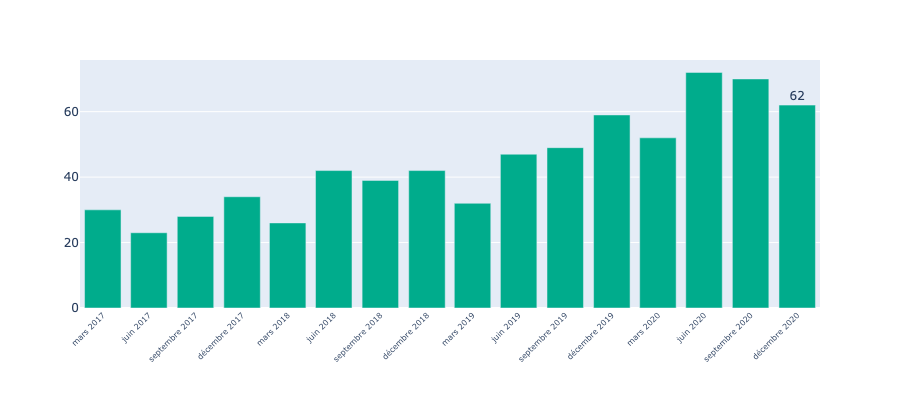 62
60
40
20
0
mars 2017
juin 2017
septembre 2017
décembre 2017
mars 2018
juin 2018
septembre 2018
décembre 2018
mars 2019
juin 2019
septembre 2019
décembre 2019
mars 2020
juin 2020
septembre 2020
décembre 2020